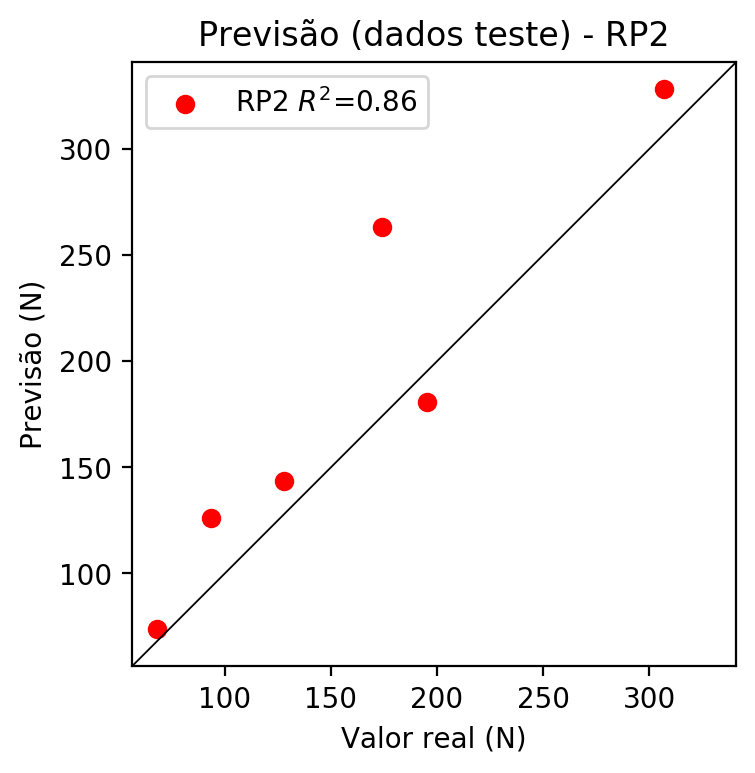 Previsão (dados teste) - RP2
RP2 R²=0.86
Previsão (N)
300
250
200
150
100
100 150 200 250 300
Valor real (N)